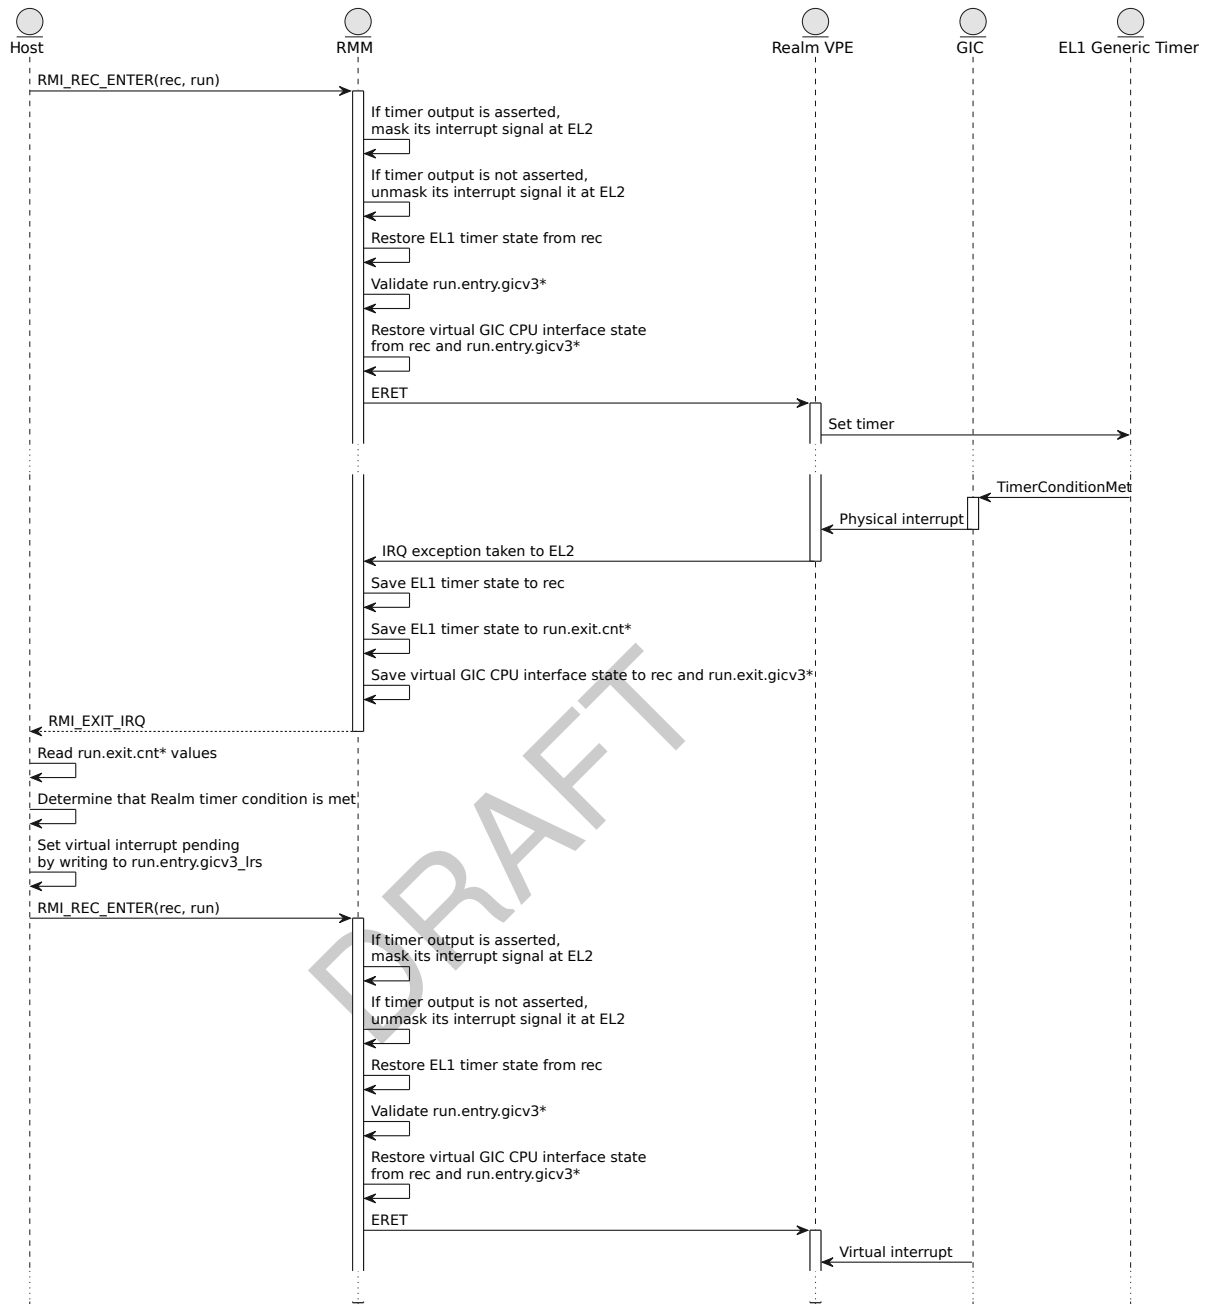 Host
RMM
Realm VPE
GIC
EL1 Generic Timer
RMI_REC_ENTER(rec, run)
If timer output is asserted,
mask its interrupt signal at EL2
If timer output is not asserted,
unmask its interrupt signal it at EL2
Restore EL1 timer state from rec
Validate run.entry.gicv3*
Restore virtual GIC CPU interface state
from rec and run.entry.gicv3*
ERET
Set timer
TimerConditionMet
Physical interrupt
IRQ exception taken to EL2
Save EL1 timer state to rec
Save EL1 timer state to run.exit.cnt*
Save virtual GIC CPU interface state to rec and run.exit.gicv3*
RMI_EXIT_IRQ
Read run.exit.cnt* values
Determine that Realm timer condition is met
Set virtual interrupt pending
by writing to run.entry.gicv3_lrs
RMI_REC_ENTER(rec, run)
If timer output is asserted,
mask its interrupt signal at EL2
If timer output is not asserted,
unmask its interrupt signal it at EL2
Restore EL1 timer state from rec
Validate run.entry.gicv3*
Restore virtual GIC CPU interface state
from rec and run.entry.gicv3*
ERET
Virtual interrupt
DRAFT